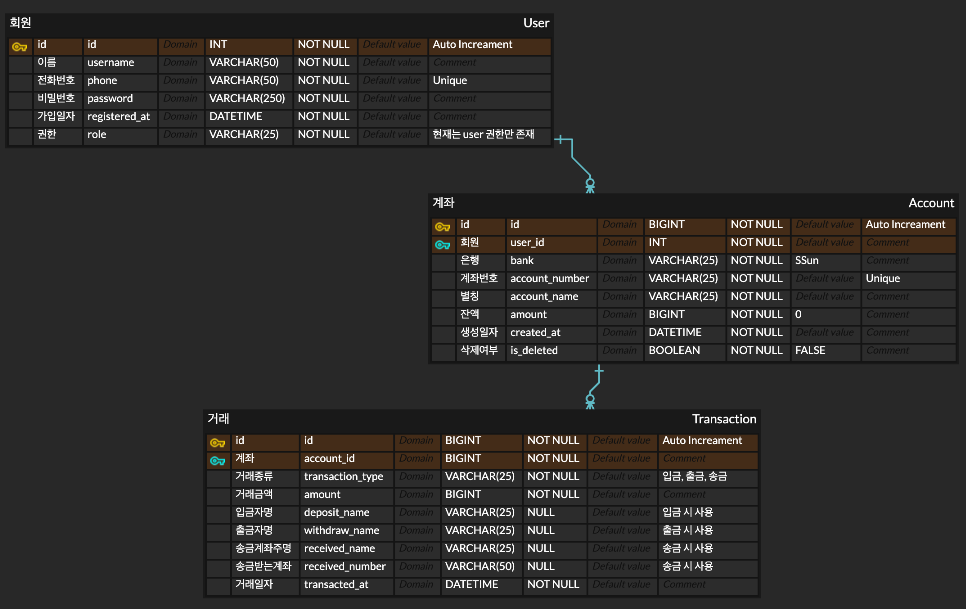 회원 User
id id Domain INT NOT NULL Default value Auto Increament
이름 username Domain VARCHAR(50) NOT NULL Default value Comment
전화번호 phone Domain VARCHAR(50) NOT NULL Default value Unique
비밀번호 password Domain VARCHAR(250) NOT NULL Default value Comment
가입일자 registered_at Domain DATETIME NOT NULL Default value Comment
권한 role Domain VARCHAR(25) NOT NULL Default value 현재는 user 권한만 존재
계좌 Account
id id Domain BIGINT NOT NULL Default value Auto Increament
회원 user_id Domain INT NOT NULL Default value Comment
은행 bank Domain VARCHAR(25) NOT NULL SSun Comment
계좌번호 account_number Domain VARCHAR(25) NOT NULL Default value Unique
별칭 account_name Domain VARCHAR(25) NOT NULL Default value Comment
잔액 amount Domain BIGINT NOT NULL 0 Comment
생성일자 created_at Domain DATETIME NOT NULL Default value Comment
삭제여부 is_deleted Domain BOOLEAN NOT NULL FALSE Comment
거래 Transaction
id id Domain BIGINT NOT NULL Default value Auto Increament
계좌 account_id Domain BIGINT NOT NULL Default value Comment
거래종류 transaction_type Domain VARCHAR(25) NOT NULL Default value 입금, 출금, 송금
거래금액 amount Domain BIGINT NOT NULL Default value Comment
입금자명 deposit_name Domain VARCHAR(25) NULL Default value 입금 시 사용
출금자명 withdraw_name Domain VARCHAR(25) NULL Default value 출금 시 사용
송금계좌주명 received_name Domain VARCHAR(25) NULL Default value 송금 시 사용
송금받는계좌 received_number Domain VARCHAR(50) NULL Default value 송금 시 사용
거래일자 transacted_at Domain DATETIME NOT NULL Default value Comment